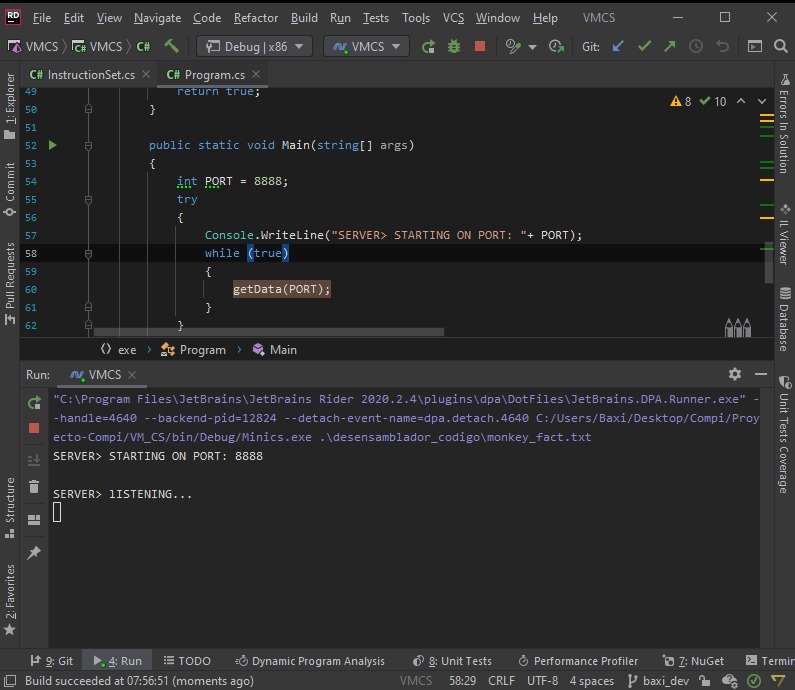 RD File Edit View Navigate Code Refactor Build Run Tests Tools VCS Window Help VMCS
VMCS VMCS C# Debug | x86 VMCS Git:
C# InstructionSet.cs C# Program.cs
8 10
49 return true;
50 }
51
52 public static void Main(string[] args)
53 {
54 int PORT = 8888;
55 try
56 {
57 Console.WriteLine("SERVER> STARTING ON PORT: "+ PORT);
58 while (true)
59 {
60 getData(PORT);
61 }
62 }
1: Explorer
Commit
Pull Requests
Structure
2: Favorites
Errors In Solution
IL Viewer
Database
Unit Tests Coverage
exe Program Main
Run: VMCS
"C:\Program Files\JetBrains\JetBrains Rider 2020.2.4\plugins\dpa\DotFiles\JetBrains.DPA.Runner.exe" -
-handle=4640 --backend-pid=12824 --detach-event-name=dpa.detach.4640 C:/Users/Baxi/Desktop/Compi/Proy
ecto-Compi/VM_CS/bin/Debug/Minics.exe .\desensamblador_codigo\monkey_fact.txt
SERVER> STARTING ON PORT: 8888
SERVER> lISTENING...
9: Git 4: Run TODO Dynamic Program Analysis 8: Unit Tests Performance Profiler 7: NuGet Termin
Build succeeded at 07:56:51 (moments ago) VMCS 58:29 CRLF UTF-8 4 spaces baxi_dev